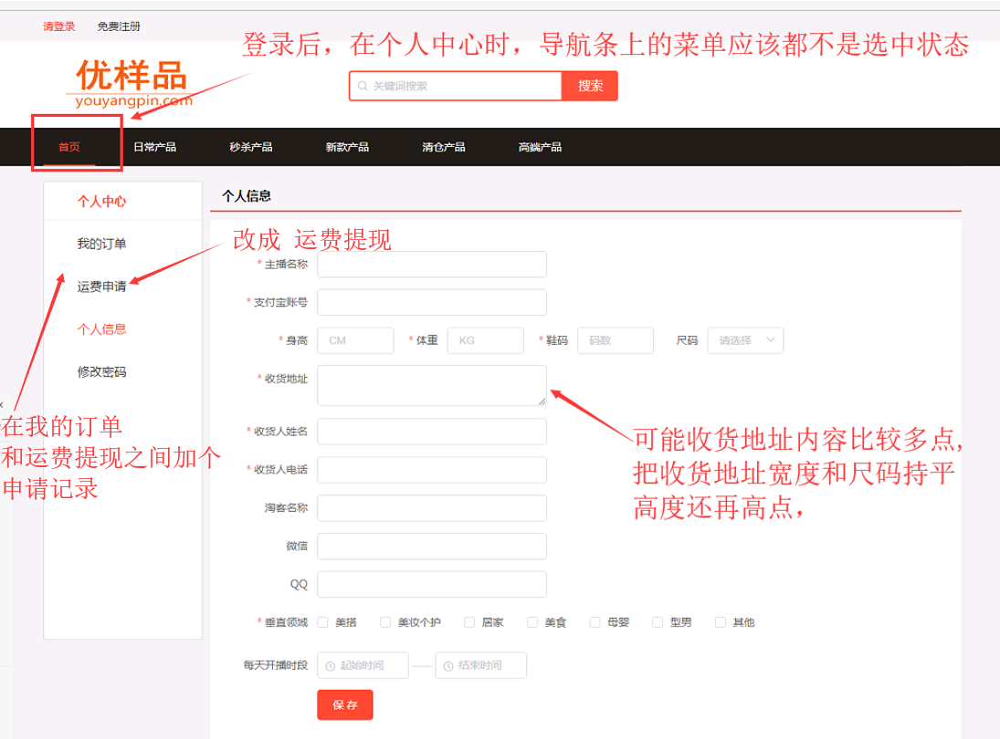 请登录 免费注册
登录后，在个人中心时，导航条上的菜单应该都不是选中状态
优样品
youyangpin.com
关键词搜索 搜索
首页 日常产品 秒杀产品 新款产品 清仓产品 高端产品
个人中心
个人信息
我的订单
改成 运费提现
运费申请
个人信息
修改密码
在我的订单
和运费提现之间加个
申请记录
* 主播名称
* 支付宝账号
* 身高 CM * 体重 KG * 鞋码 码数 尺码 请选择
* 收货地址
可能收货地址内容比较多点,
把收货地址宽度和尺码持平
高度还再高点,
* 收货人姓名
* 收货人电话
淘客名称
微信
QQ
* 垂直领域 美搭 美妆个护 居家 美食 母婴 型男 其他
每天开播时段 起始时间 —— 结束时间
保存